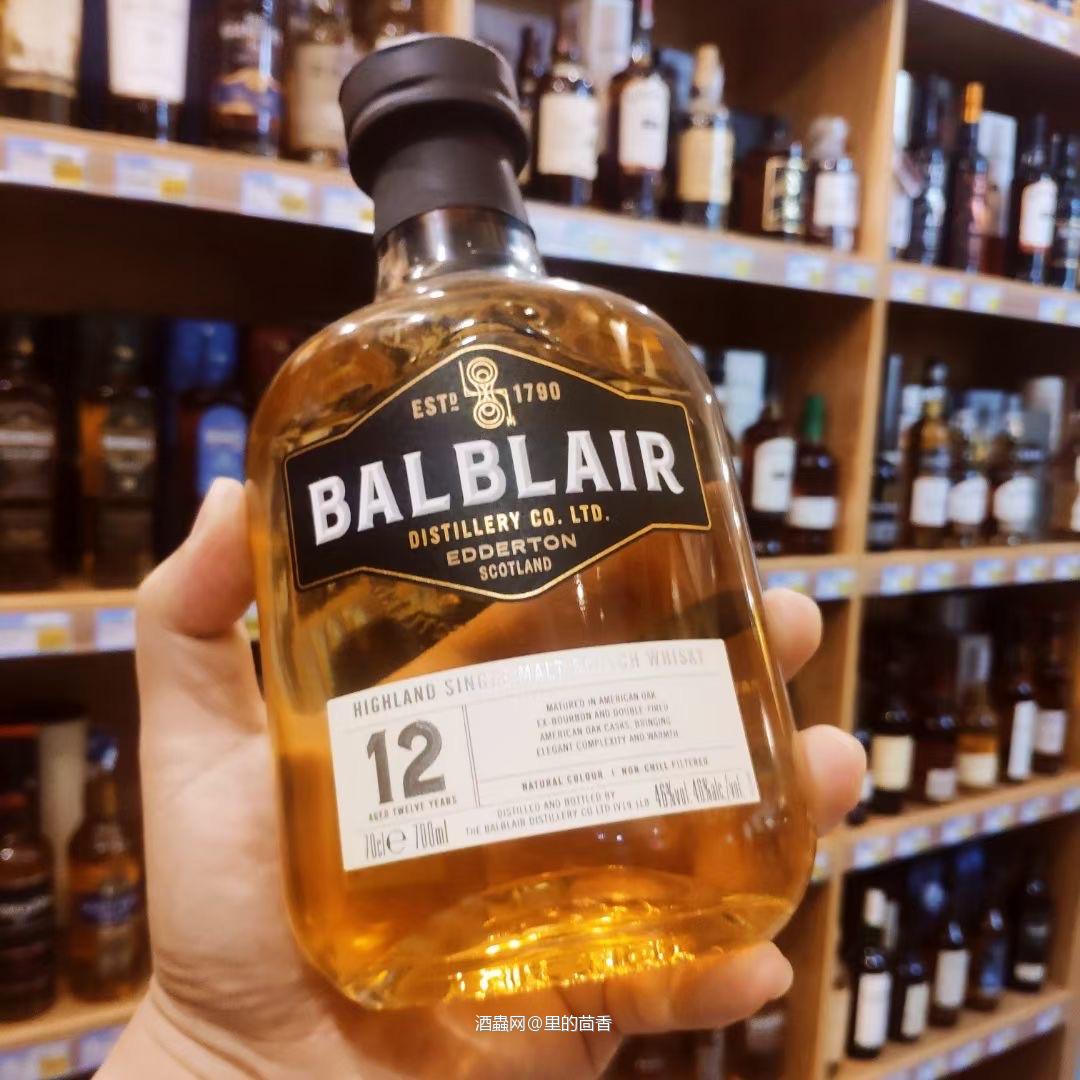 ESTD 1790
BALBLAIR
DISTILLERY CO. LTD.
EDDERTON
SCOTLAND
HIGHLAND SINGLE MALT SCOTCH WHISKY
12
AGED TWELVE YEARS
70cl e 700ml
MATURED IN AMERICAN OAK
EX-BOURBON AND DOUBLE-FIRED
AMERICAN OAK CASKS, BRINGING
ELEGANT COMPLEXITY AND WARMTH
NATURAL COLOUR | NON-CHILL FILTERED
DISTILLED AND BOTTLED BY
THE BALBLAIR DISTILLERY CO LTD IV19 1LB
46%vol 46%alc/vol
酒蟲网@里的茴香